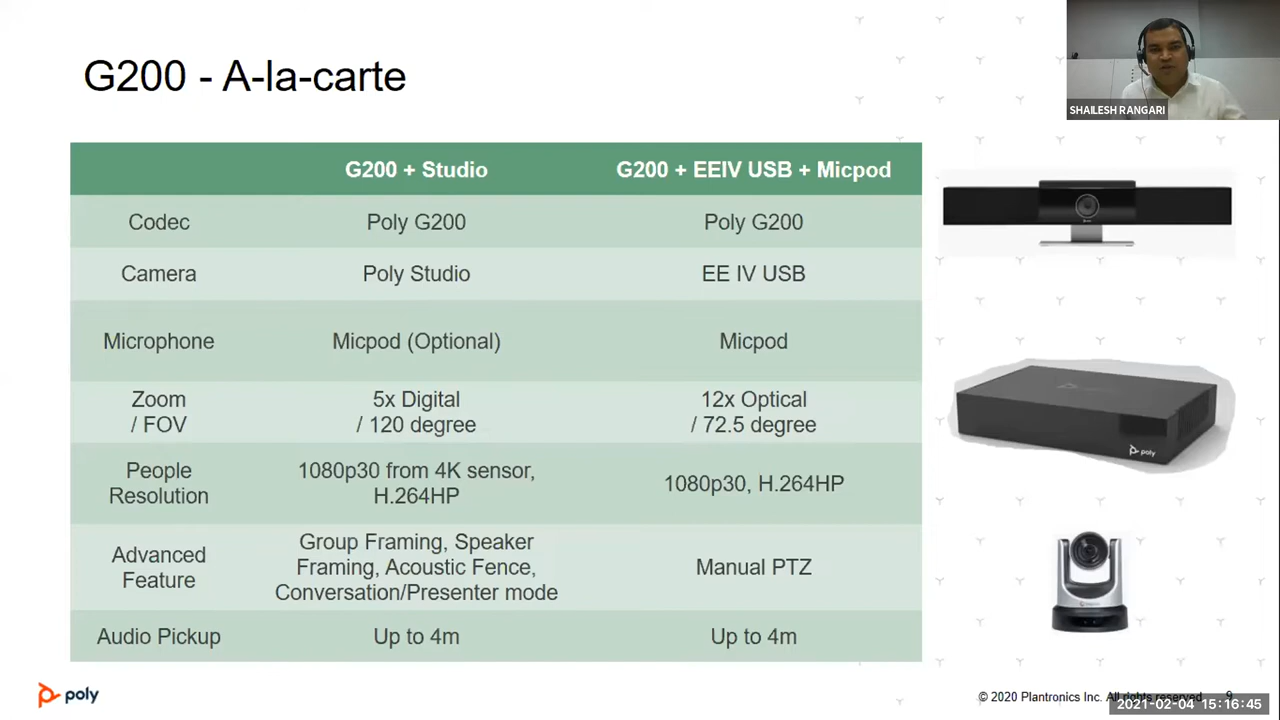 G200 - A-la-carte
SHAILESH RANGARI
G200 + Studio
G200 + EEIV USB + Micpod
Codec
Poly G200
Poly G200
Camera
Poly Studio
EE IV USB
Microphone
Micpod (Optional)
Micpod
Zoom
/ FOV
5x Digital
/ 120 degree
12x Optical
/ 72.5 degree
People
Resolution
1080p30 from 4K sensor,
H.264HP
1080p30, H.264HP
Advanced
Feature
Group Framing, Speaker
Framing, Acoustic Fence,
Conversation/Presenter mode
Manual PTZ
Audio Pickup
Up to 4m
Up to 4m
poly
poly
© 2020 Plantronics Inc. All rights reserved. 9
2021-02-04 15:16:45